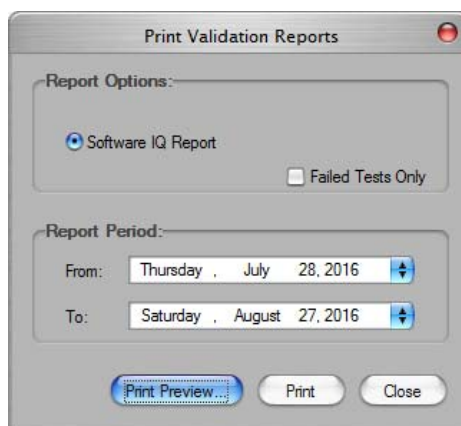 Print Validation Reports
Report Options:
Software IQ Report
Failed Tests Only
Report Period:
From: Thursday , July 28, 2016
To: Saturday , August 27, 2016
Print Preview... Print Close